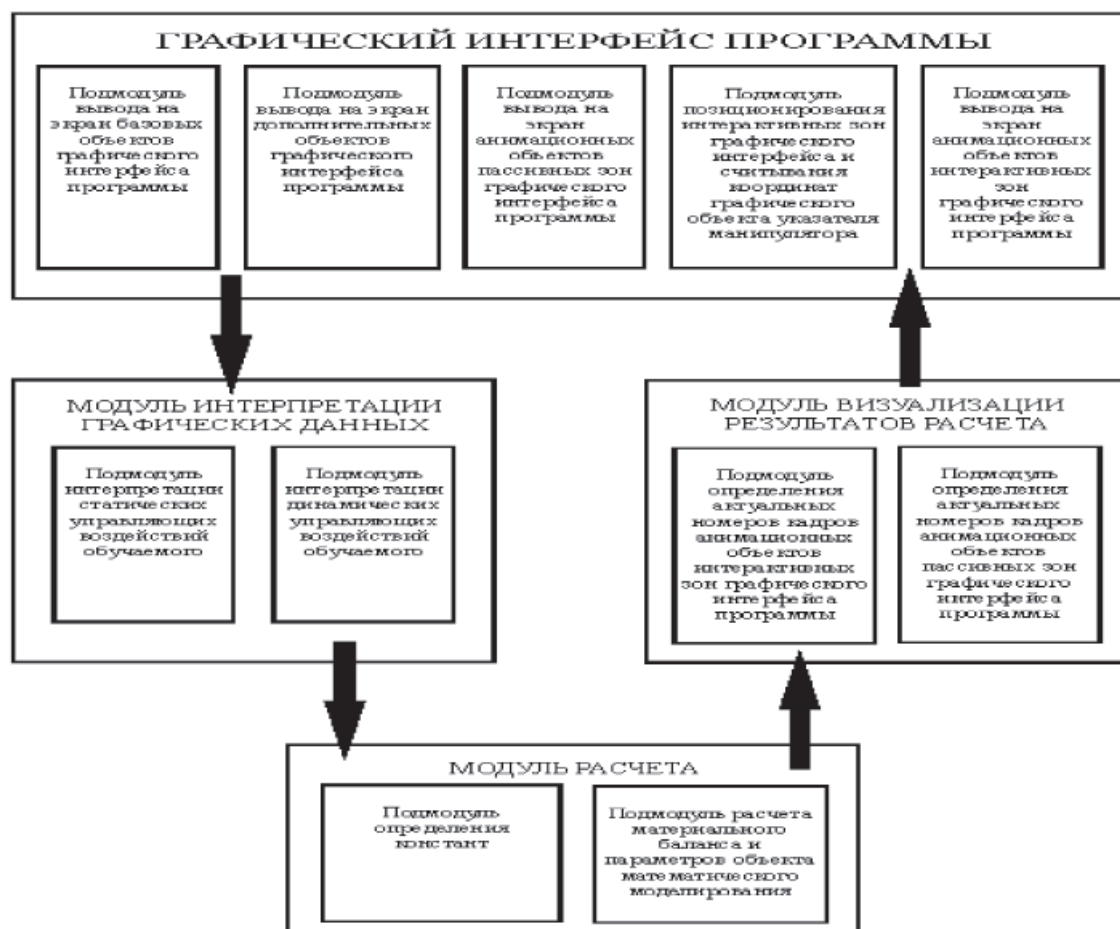 ГРАФИЧЕСКИЙ ИНТЕРФЕЙС ПРОГРАММЫ
Подмодуль
вывода на
экран базовых
объектов
графического
интерфейса
программы
Подмодуль
вывода на экран
дополнительных
объектов
графического
интерфейса
программы
Подмодуль
вывода на
экран
анимационных
объектов
пассивных зон
графического
интерфейса
программы
Подмодуль
позиционирования
интерактивных зон
графического
интерфейса и
считывания
координат
графического
объекта указателя
манипулятора
Подмодуль
вывода на
экран
анимационных
объектов
интерактивных
зон
графического
интерфейса
программы
МОДУЛЬ ИНТЕРПРЕТАЦИИ
ГРАФИЧЕСКИХ ДАННЫХ
Подмодуль
интерпретации
статических
управляющих
воздействий
обучаемого
Подмодуль
интерпретации
динамических
управляющих
воздействий
обучаемого
МОДУЛЬ ВИЗУАЛИЗАЦИИ
РЕЗУЛЬТАТОВ РАСЧЕТА
Подмодуль
определения
актуальных
номеров кадров
анимационных
объектов
интерактивных
зон графического
интерфейса
программы
Подмодуль
определения
актуальных
номеров кадров
анимационных
объектов
пассивных зон
графического
интерфейса
программы
МОДУЛЬ РАСЧЕТА
Подмодуль
определения
констант
Подмодуль расчета
материального
баланса и
параметров объекта
математического
моделирования